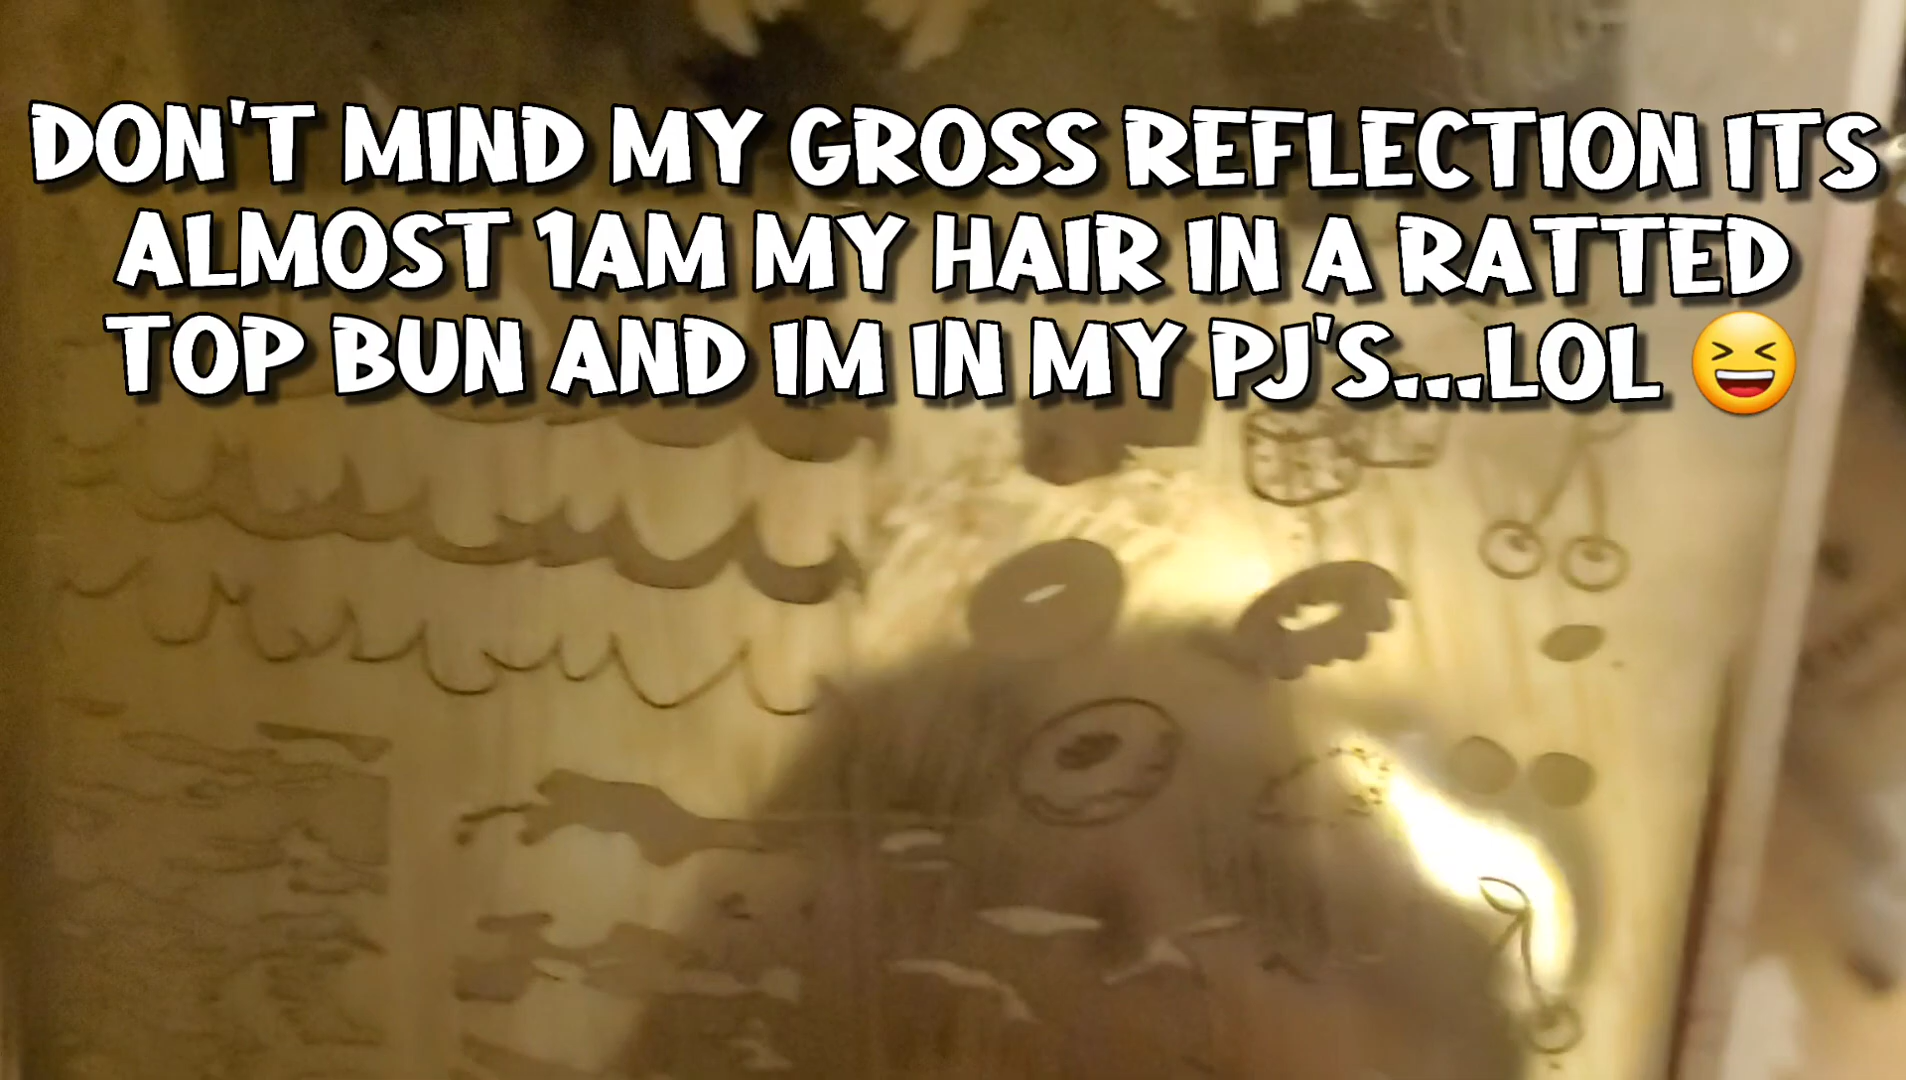 DON'T MIND MY GROSS REFLECTION ITS
ALMOST 1AM MY HAIR IN A RATTED
TOP BUN AND IM IN MY PJ'S...LOL 😆